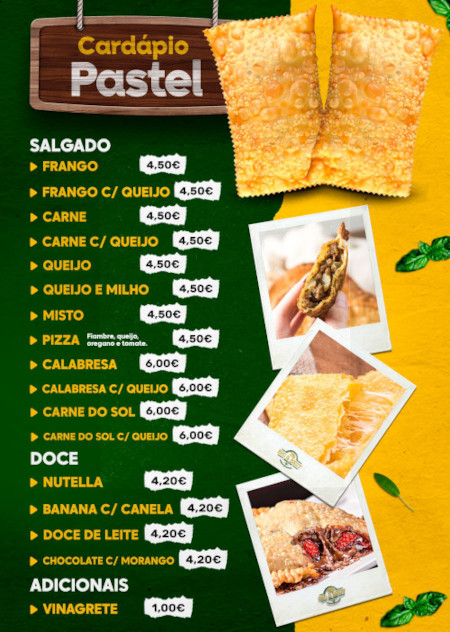 Cardápio
Pastel
SALGADO
FRANGO 4,50€
FRANGO C/ QUEIJO 4,50€
CARNE 4,50€
CARNE C/ QUEIJO 4,50€
QUEIJO 4,50€
QUEIJO E MILHO 4,50€
MISTO 4,50€
PIZZA Fiambre, queijo, oregano e tomate. 4,50€
CALABRESA 6,00€
CALABRESA C/ QUEIJO 6,00€
CARNE DO SOL 6,00€
CARNE DO SOL C/ QUEIJO 6,00€
DOCE
NUTELLA 4,20€
BANANA C/ CANELA 4,20€
DOCE DE LEITE 4,20€
CHOCOLATE C/ MORANGO 4,20€
ADICIONAIS
VINAGRETE 1,00€